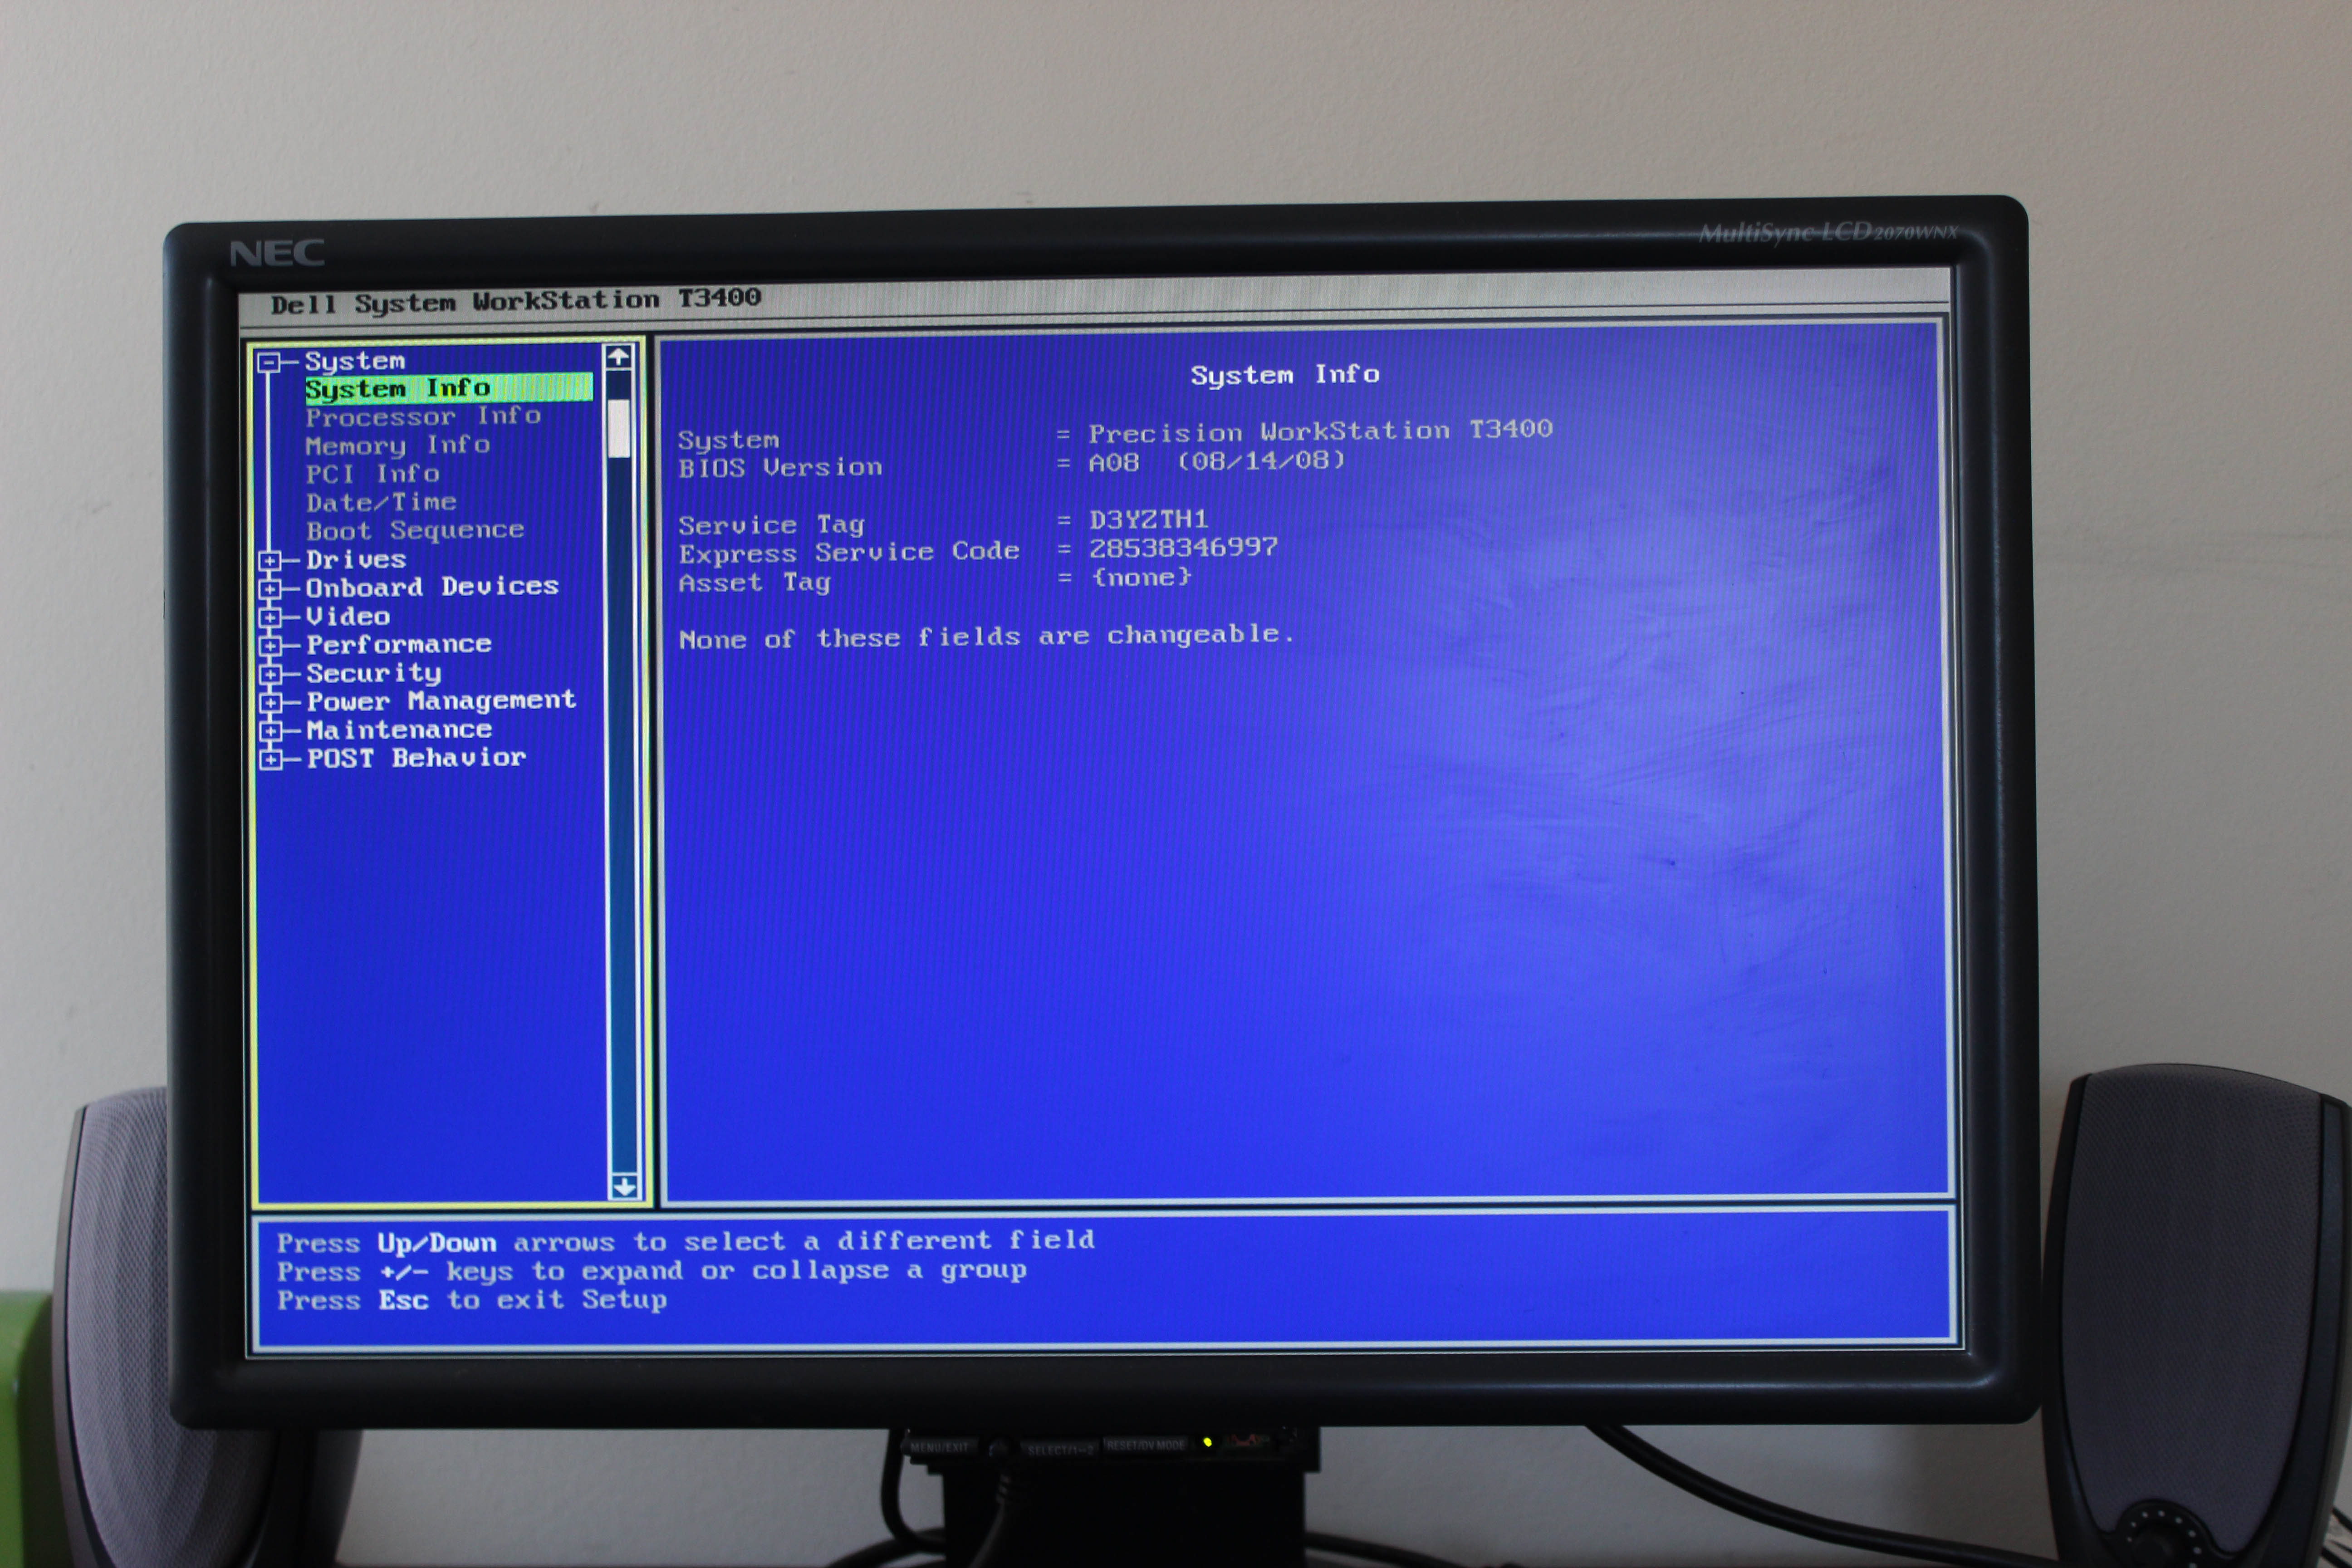 NEC
MultiSync LCD2070WNX
Dell System WorkStation T3400
System
System Info
Processor Info
Memory Info
PCI Info
Date/Time
Boot Sequence
Drives
Onboard Devices
Video
Performance
Security
Power Management
Maintenance
POST Behavior
System Info
System = Precision WorkStation T3400
BIOS Version = A08 (08/14/08)
Service Tag = D3YZTH1
Express Service Code = 28538346997
Asset Tag = {none}
None of these fields are changeable.
Press Up/Down arrows to select a different field
Press +/- keys to expand or collapse a group
Press Esc to exit Setup
MENU/EXIT
SELECT/1↔2
RESET/DV MODE